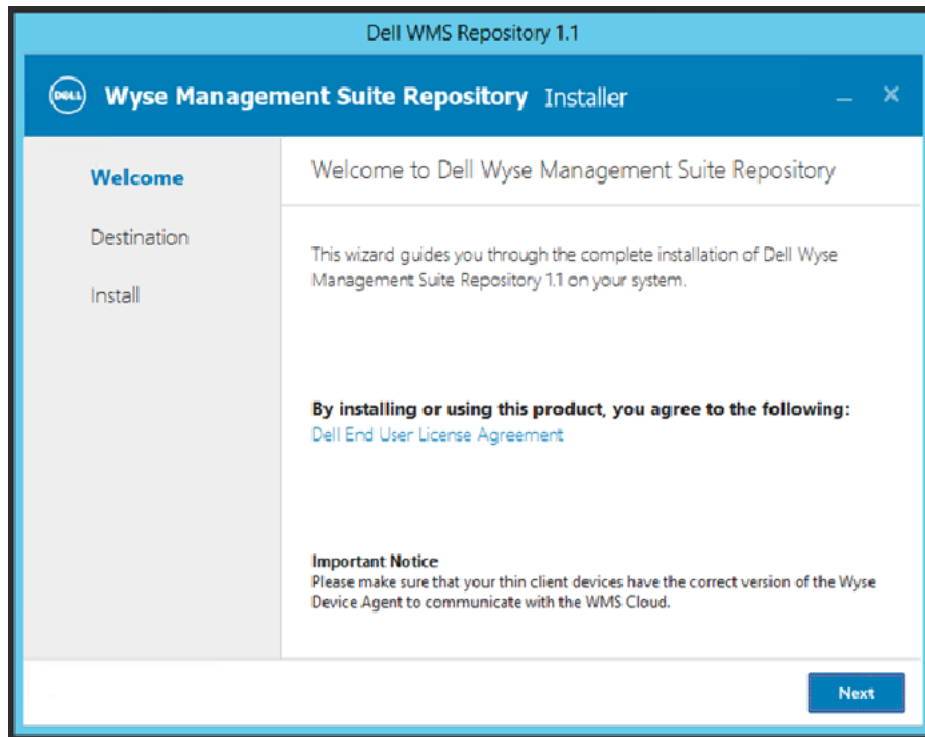 Dell WMS Repository 1.1
DELL
Wyse Management Suite Repository Installer
Welcome
Welcome to Dell Wyse Management Suite Repository
Destination
Install
This wizard guides you through the complete installation of Dell Wyse
Management Suite Repository 1.1 on your system.
By installing or using this product, you agree to the following:
Dell End User License Agreement
Important Notice
Please make sure that your thin client devices have the correct version of the Wyse
Device Agent to communicate with the WMS Cloud.
Next